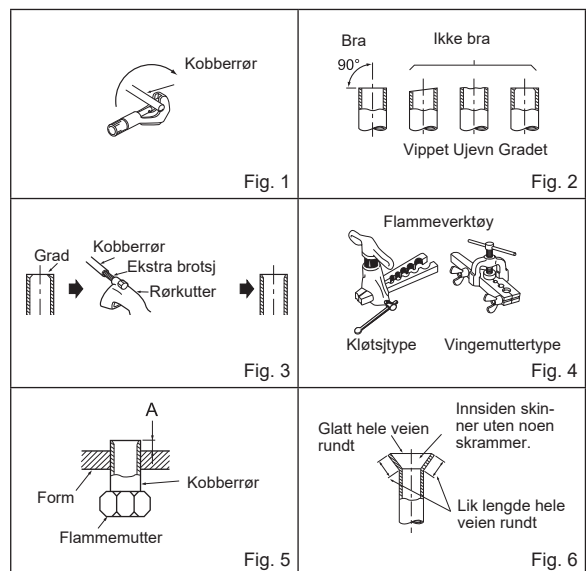 Kobberrør
Fig. 1
Bra
Ikke bra
90°
Vippet Ujevn Gradet
Fig. 2
Grad
Kobberrør
Ekstra brotsj
Rørkutter
Fig. 3
Flammeverktøy
Kløtsjtype
Vingemuttertype
Fig. 4
A
Form
Kobberrør
Flammemutter
Fig. 5
Glatt hele veien
rundt
Innsiden skin-
ner uten noen
skrammer.
Lik lengde hele
veien rundt
Fig. 6